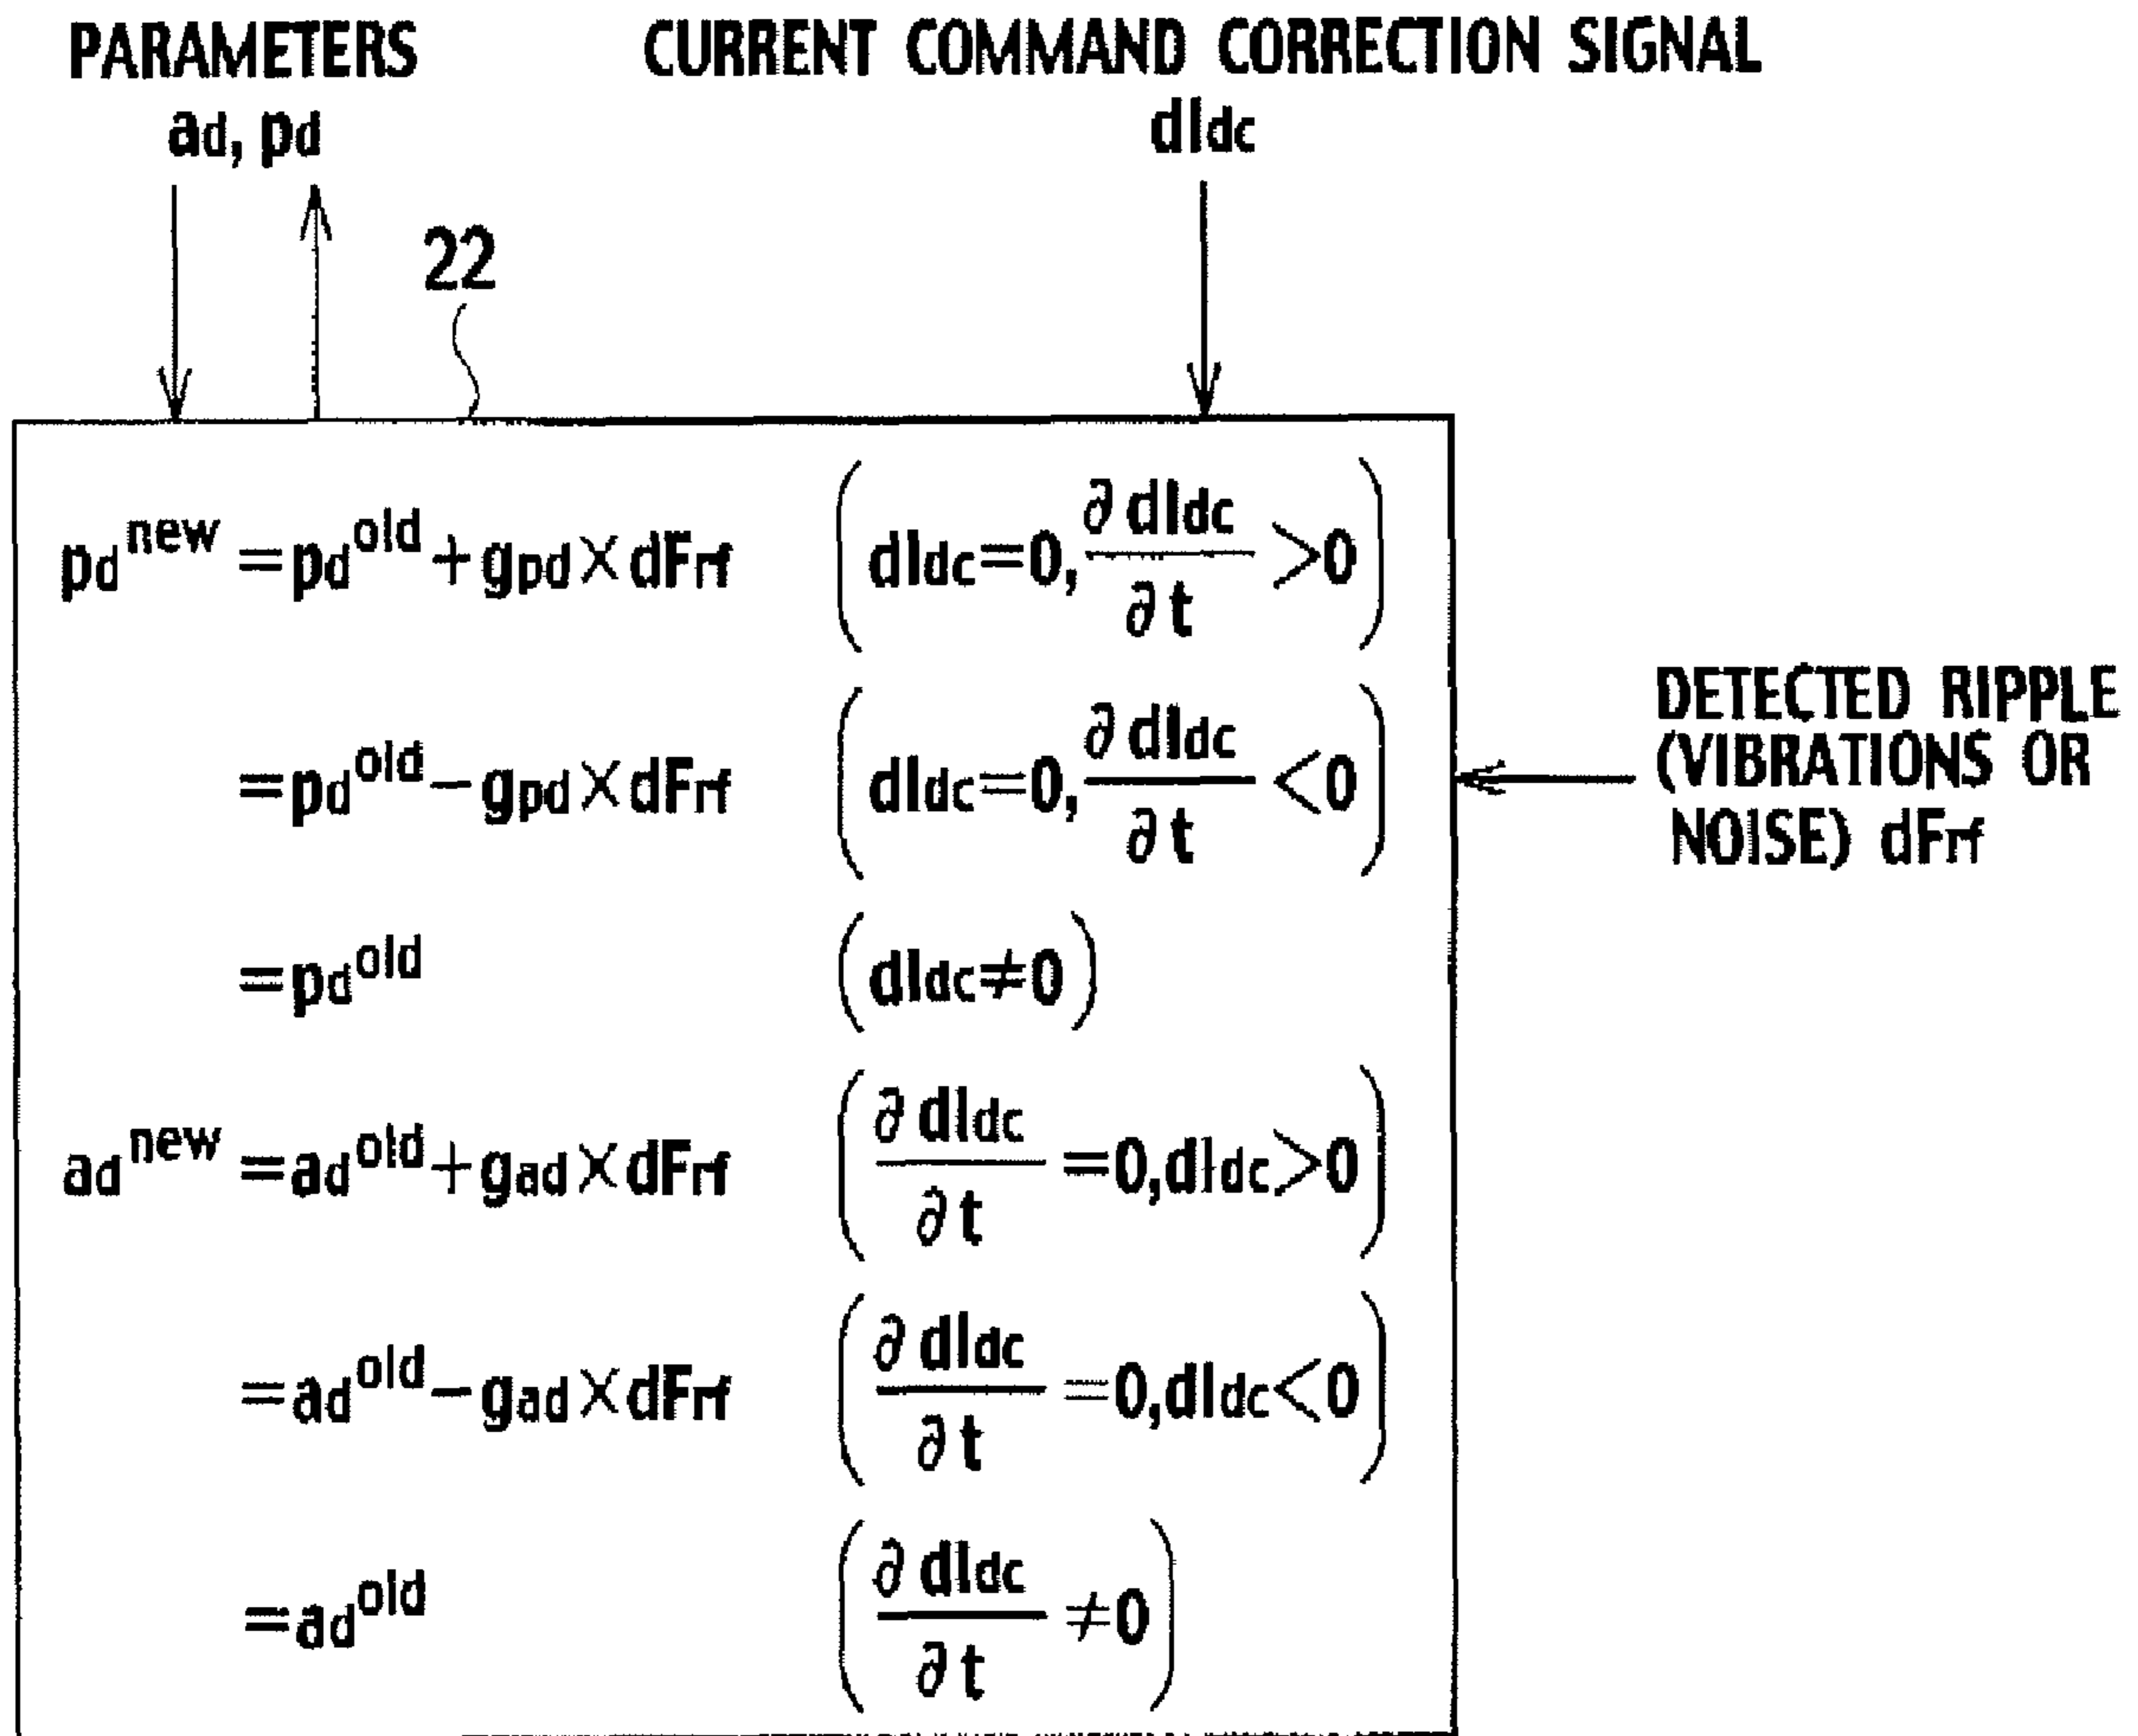 PARAMETERS
ad, pd
CURRENT COMMAND CORRECTION SIGNAL
dIdc
22
pd^new =pd^old+gpd×dFrf (dIdc=0, ∂dIdc/∂t >0)
=pd^old−gpd×dFrf (dIdc=0, ∂dIdc/∂t <0)
=pd^old (dIdc≠0)
ad^new =ad^old+gad×dFrf (∂dIdc/∂t =0,dIdc>0)
=ad^old−gad×dFrf (∂dIdc/∂t =0,dIdc<0)
=ad^old (∂dIdc/∂t ≠0)
DETECTED RIPPLE
(VIBRATIONS OR
NOISE) dFrf